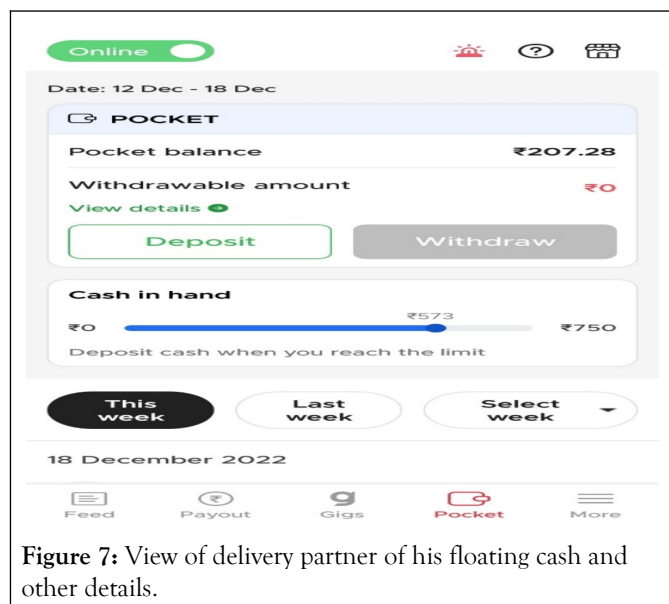 Online
Date: 12 Dec - 18 Dec
POCKET
Pocket balance ₹207.28
Withdrawable amount ₹0
View details
Deposit Withdraw
Cash in hand
₹573
₹0 ₹750
Deposit cash when you reach the limit
This week Last week Select week
18 December 2022
Feed Payout Gigs Pocket More
Figure 7: View of delivery partner of his floating cash and
other details.